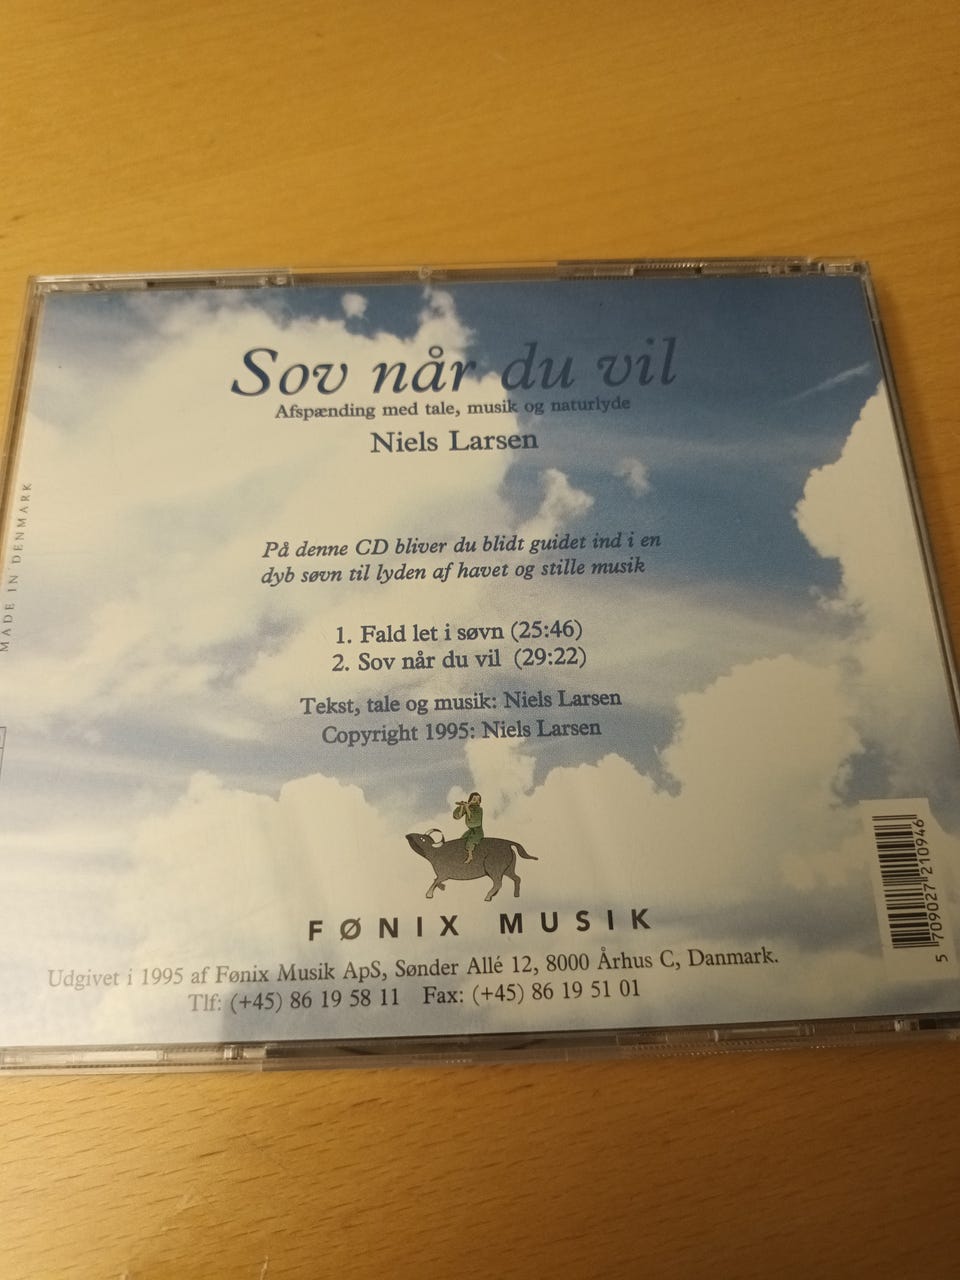 Sov når du vil
Afspænding med tale, musik og naturlyde
Niels Larsen
På denne CD bliver du blidt guidet ind i en
dyb søvn til lyden af havet og stille musik
1. Fald let i søvn (25:46)
2. Sov når du vil (29:22)
Tekst, tale og musik: Niels Larsen
Copyright 1995: Niels Larsen
FØNIX MUSIK
Udgivet i 1995 af Fønix Musik ApS, Sønder Allé 12, 8000 Århus C, Danmark.
Tlf: (+45) 86 19 58 11 Fax: (+45) 86 19 51 01
MADE IN DENMARK
5 709027 210946